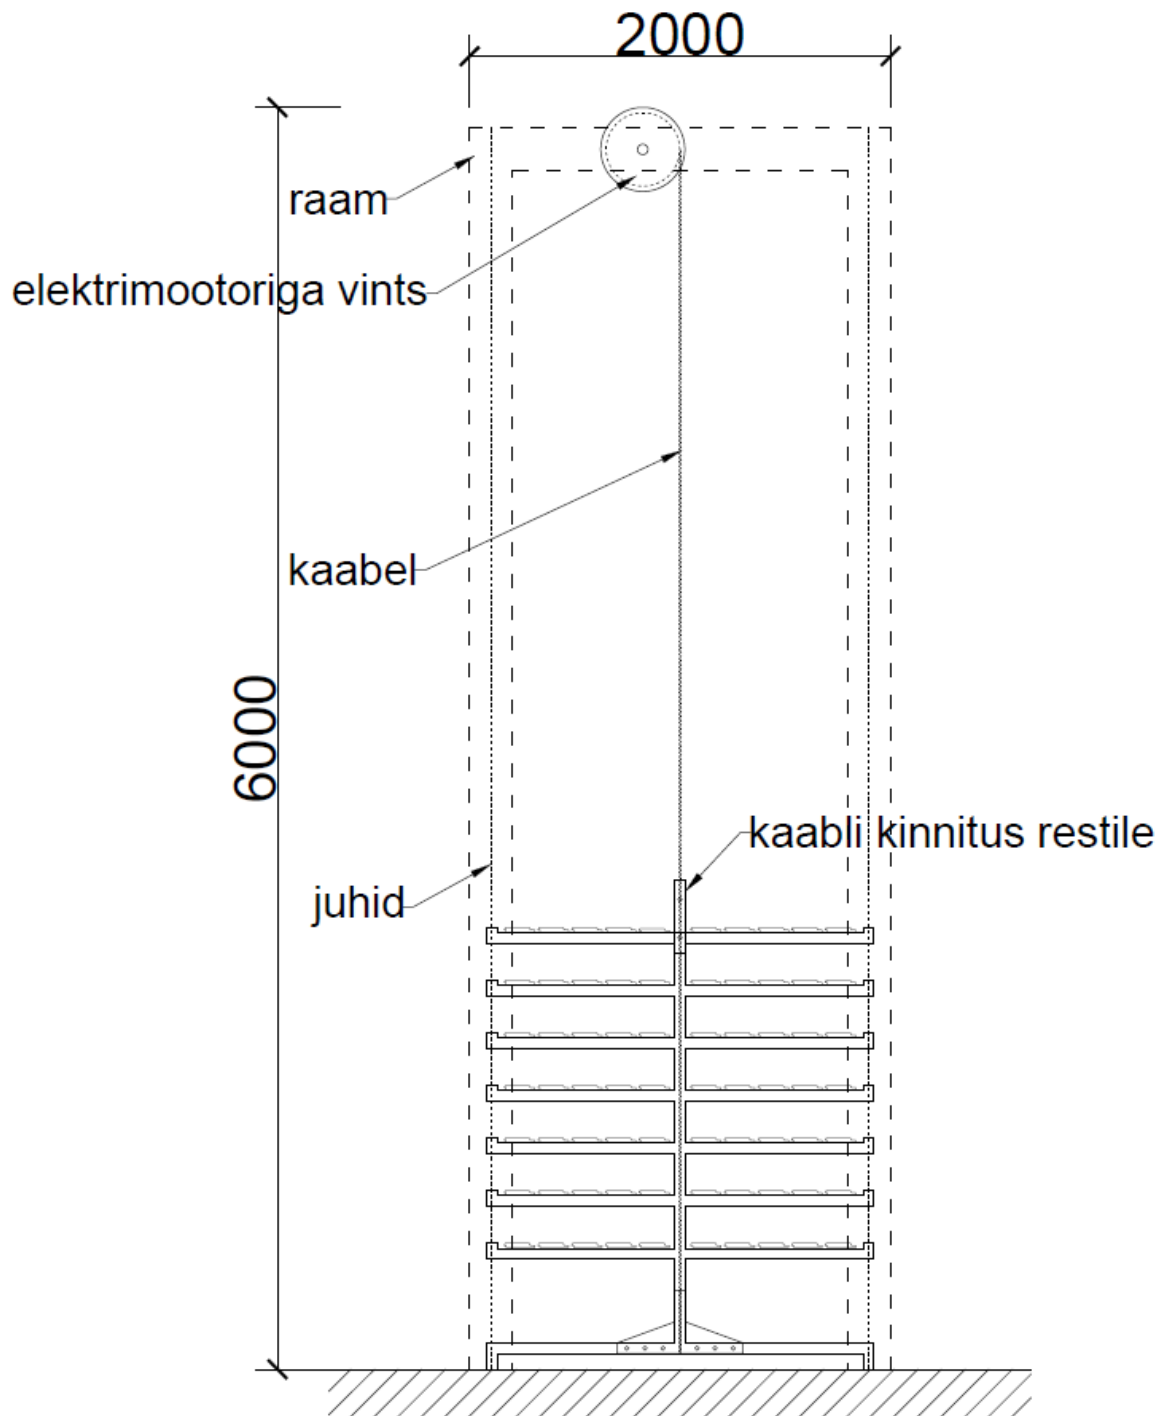 2000
raam
elektrimootoriga vints
kaabel
6000
kaabli kinnitus restile
juhid